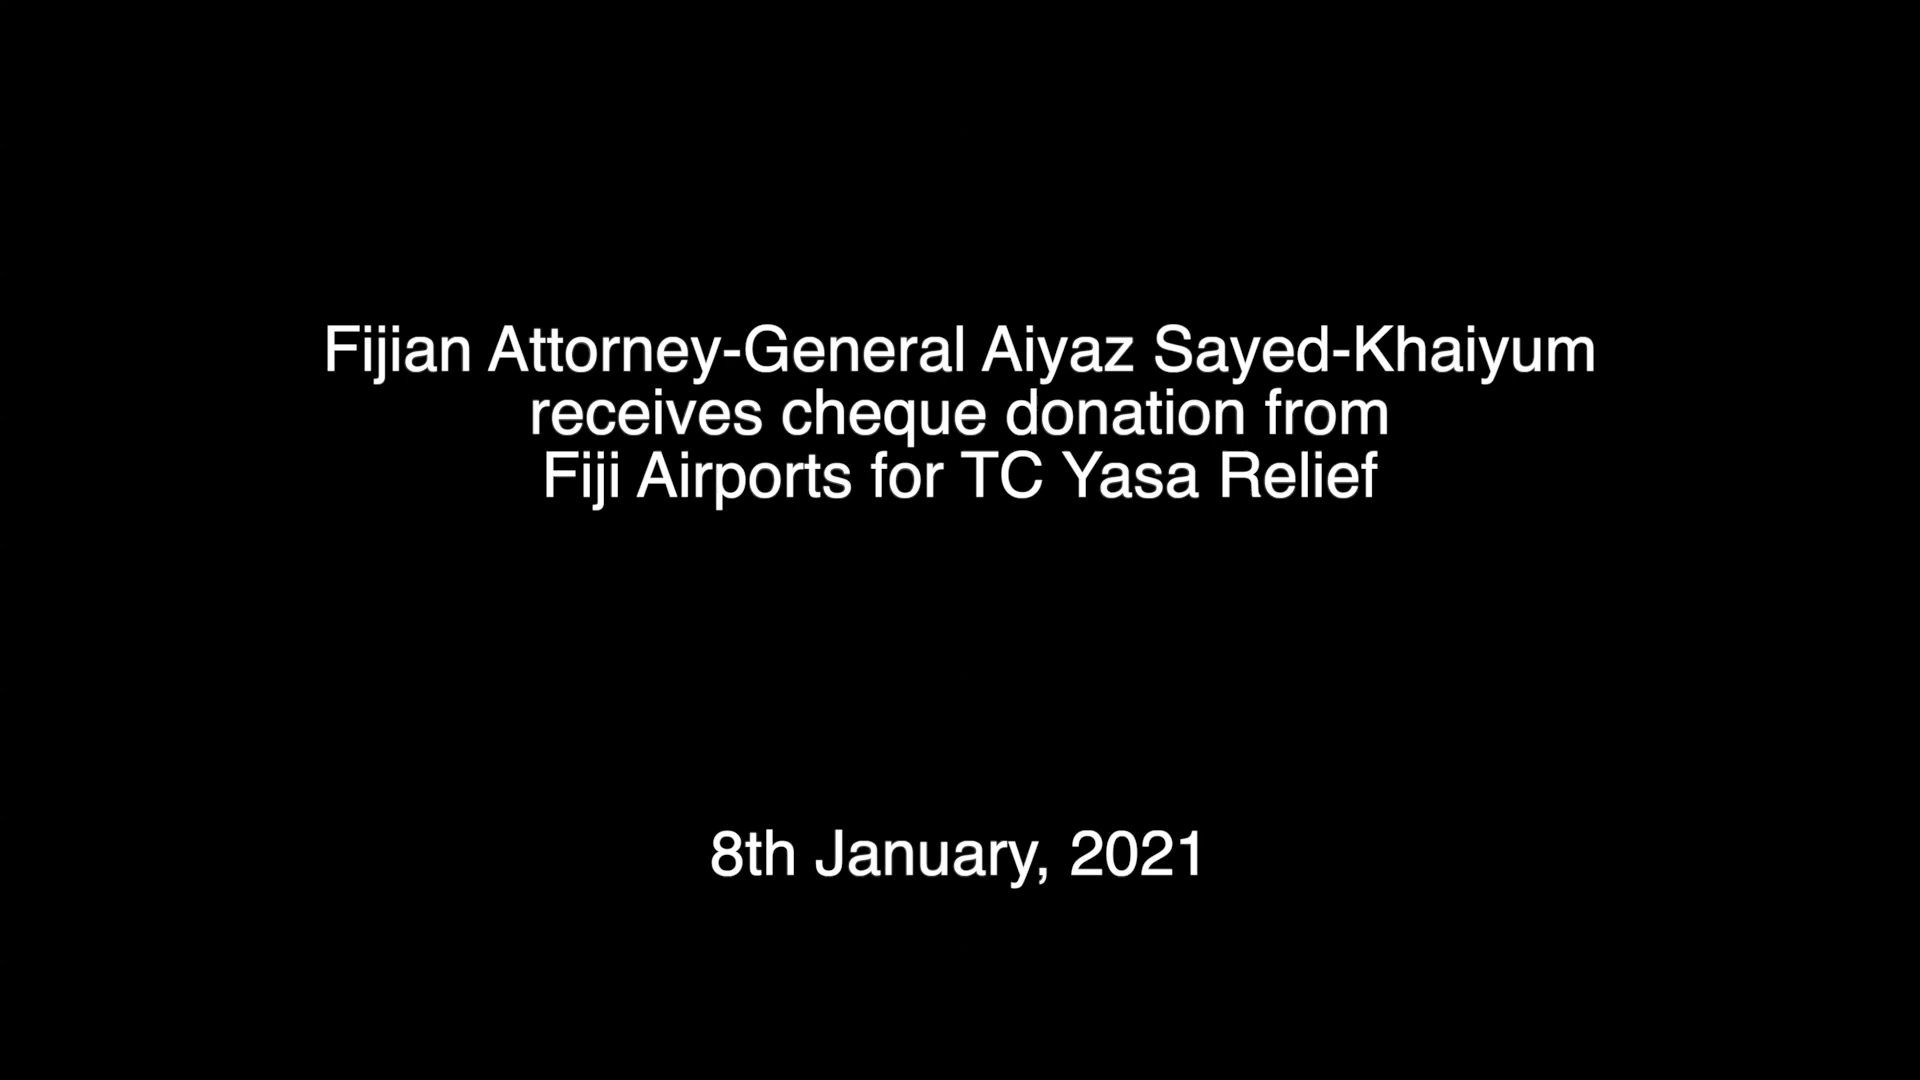 Fijian Attorney-General Aiyaz Sayed-Khaiyum
receives cheque donation from
Fiji Airports for TC Yasa Relief
8th January, 2021